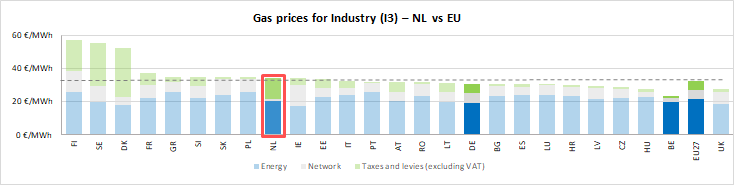 Gas prices for Industry (I3) – NL vs EU
60 €/MWh
40 €/MWh
20 €/MWh
0 €/MWh
FI SE DK FR GR SI SK PL NL IE EE IT PT AT RO LT DE BG ES LU HR LV CZ HU BE EU27 UK
Energy Network Taxes and levies (excluding VAT)